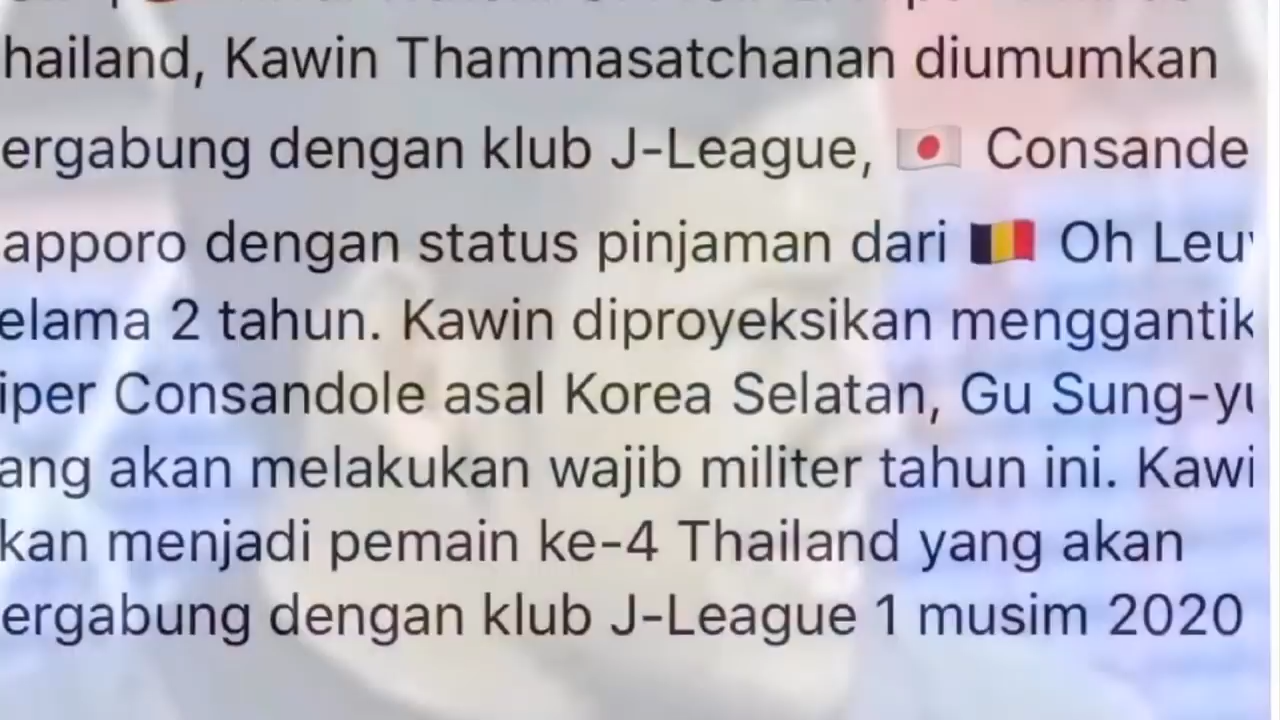 hailand, Kawin Thammasatchanan diumumkan
ergabung dengan klub J-League, 🇯🇵 Consande
apporo dengan status pinjaman dari 🇧🇪 Oh Leuv
elama 2 tahun. Kawin diproyeksikan menggantik
iper Consandole asal Korea Selatan, Gu Sung-yu
ang akan melakukan wajib militer tahun ini. Kawi
kan menjadi pemain ke-4 Thailand yang akan
ergabung dengan klub J-League 1 musim 2020